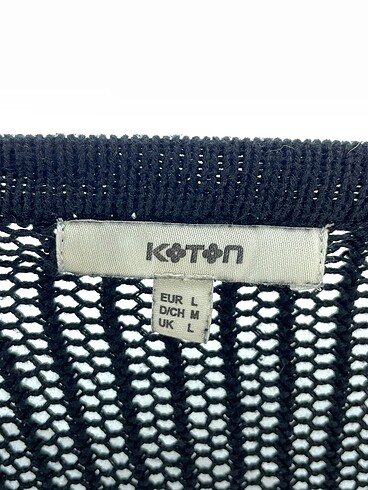 KOTON
EUR L
D/CH M
UK L